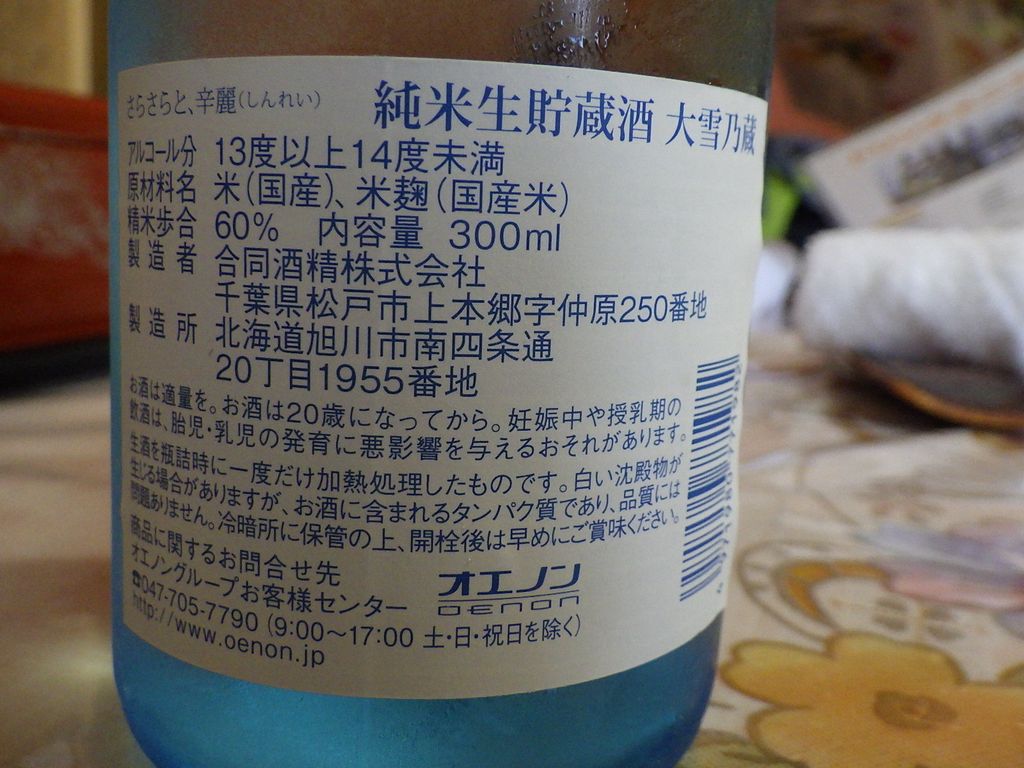 さらさらと、辛麗(しんれい)
純米生貯蔵酒 大雪乃蔵
アルコール分 13度以上14度未満
原材料名 米(国産)、米麹(国産米)
精米歩合 60% 内容量 300ml
製造者 合同酒精株式会社
千葉県松戸市上本郷字仲原250番地
製造所 北海道旭川市南四条通
20丁目1955番地
お酒は適量を。お酒は20歳になってから。妊娠中や授乳期の
飲酒は、胎児・乳児の発育に悪影響を与えるおそれがあります。
生酒を瓶詰時に一度だけ加熱処理したものです。白い沈殿物が
生じる場合がありますが、お酒に含まれるタンパク質であり、品質には
問題ありません。冷暗所に保管の上、開栓後は早めにご賞味ください。
商品に関するお問合せ先
オエノングループお客様センター
☎047-705-7790 (9:00〜17:00 土・日・祝日を除く)
http://www.oenon.jp
オエノン
OENON